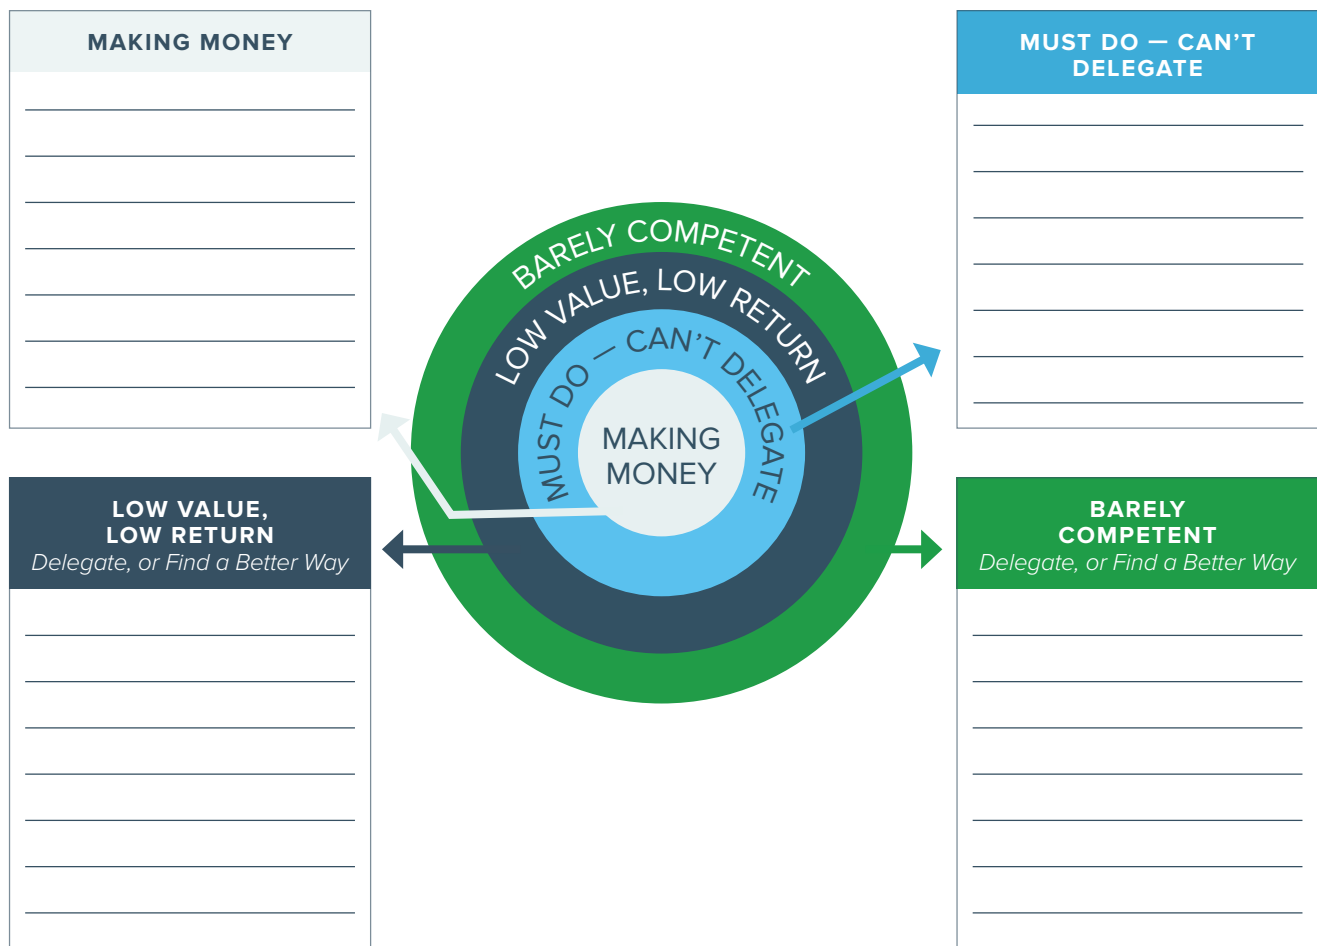 MAKING MONEY
MUST DO — CAN’T
DELEGATE
BARELY COMPETENT
LOW VALUE, LOW RETURN
MUST DO — CAN’T DELEGATE
MAKING
MONEY
LOW VALUE,
LOW RETURN
Delegate, or Find a Better Way
BARELY
COMPETENT
Delegate, or Find a Better Way